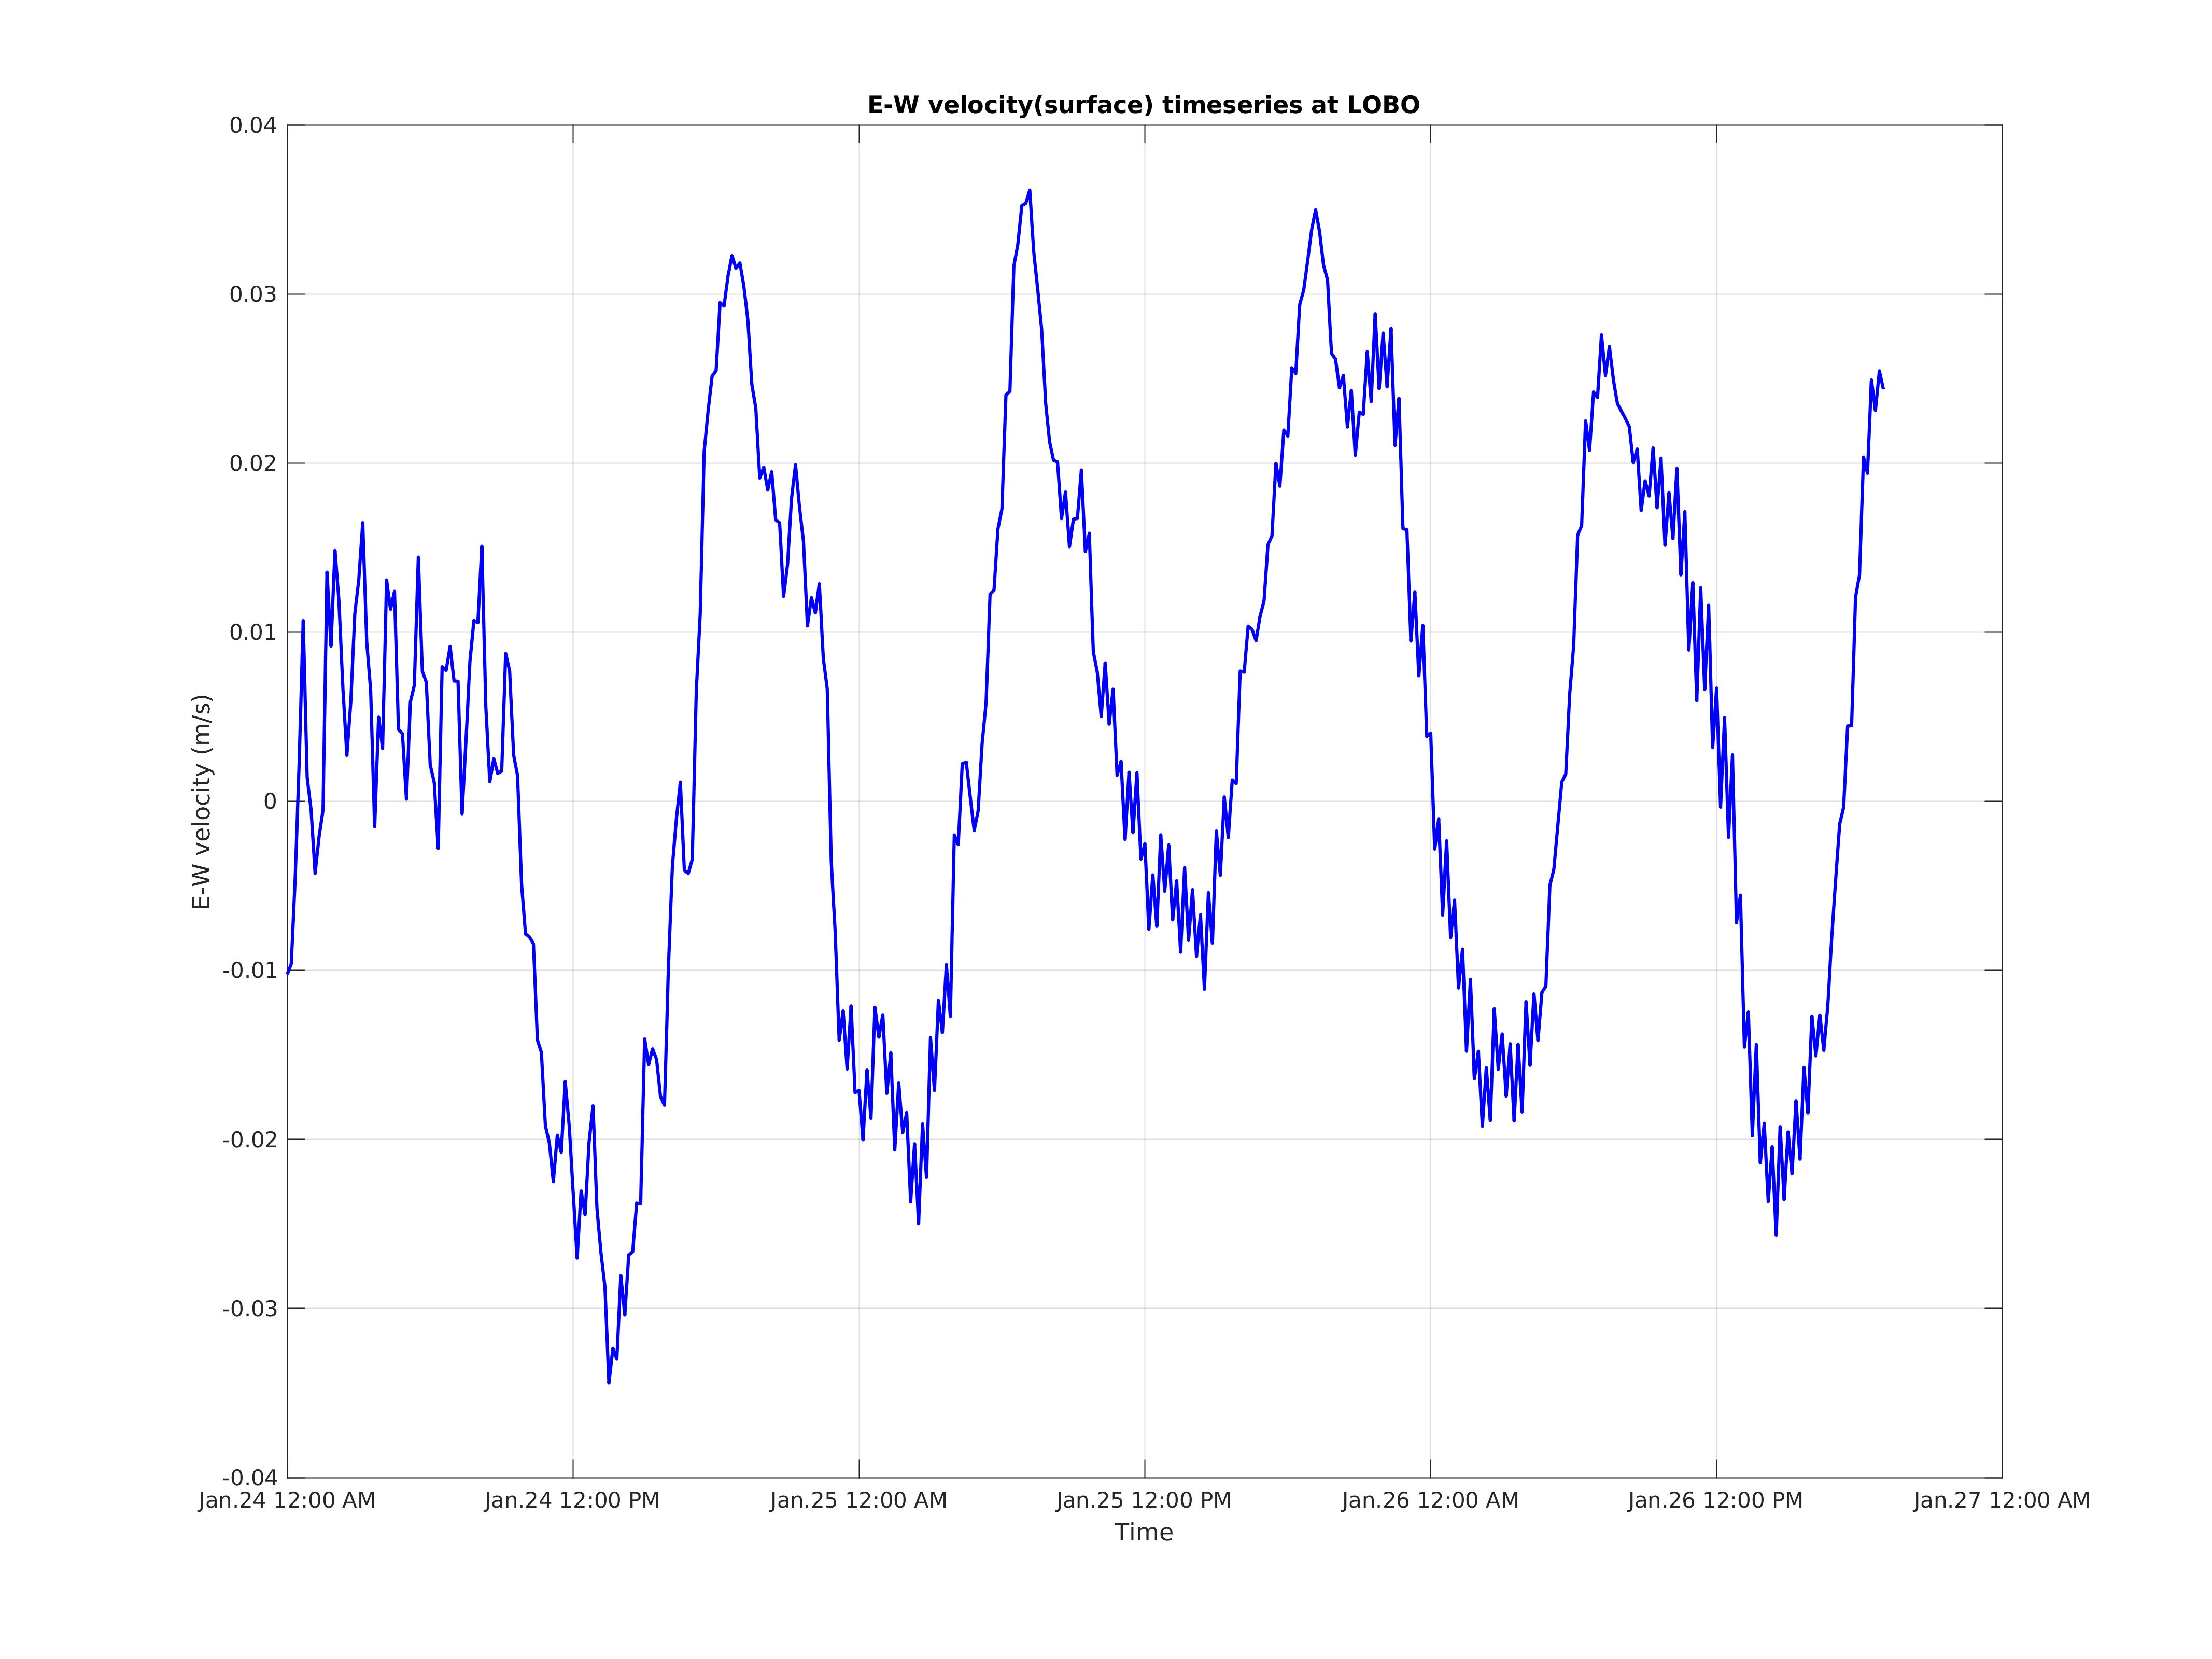 E-W velocity(surface) timeseries at LOBO
0.04
0.03
0.02
0.01
0
-0.01
-0.02
-0.03
-0.04
E-W velocity (m/s)
Jan.24 12:00 AM Jan.24 12:00 PM Jan.25 12:00 AM Jan.25 12:00 PM Jan.26 12:00 AM Jan.26 12:00 PM Jan.27 12:00 AM
Time